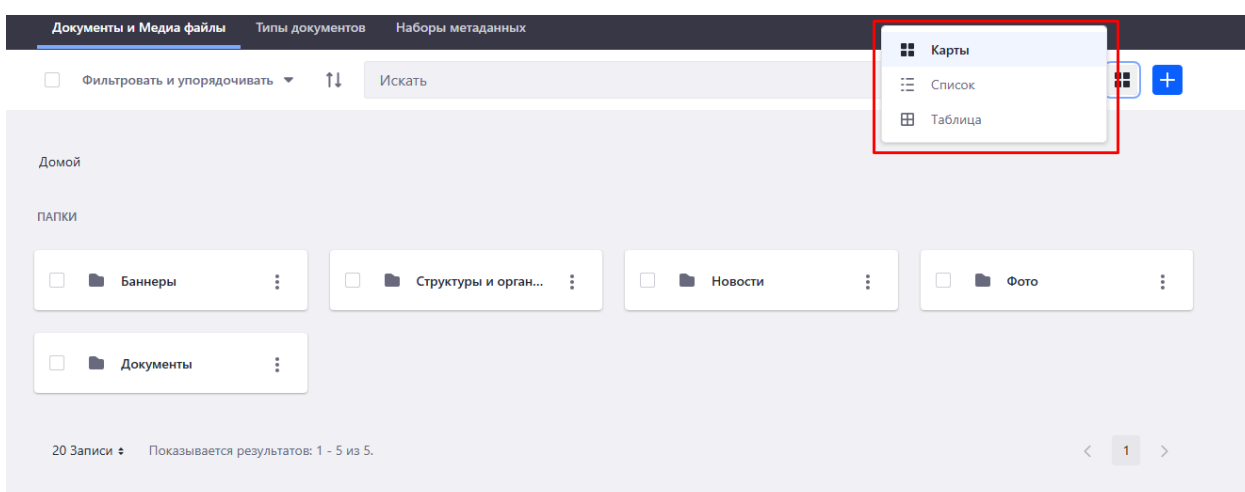 Документы и Медиа файлы Типы документов Наборы метаданных
Карты
Фильтровать и упорядочивать Искать
Список
Таблица
Домой
ПАПКИ
Баннеры Структуры и орган... Новости Фото
Документы
20 Записи Показывается результатов: 1 - 5 из 5. 1